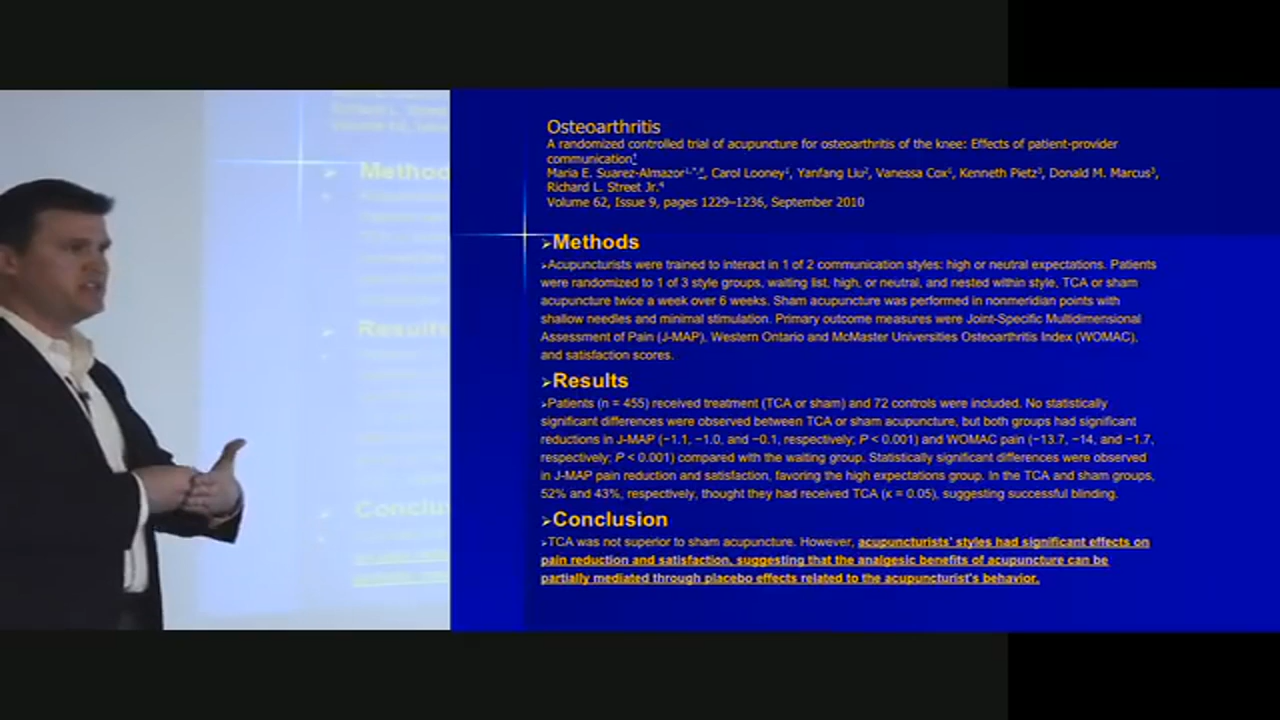 Methods
Results
Osteoarthritis
A randomized controlled trial of acupuncture for osteoarthritis of the knee: Effects of patient-provider
communication†
Maria E. Suarez-Almazor1,*,‡, Carol Looney1, Yanfang Liu2, Vanessa Cox1, Kenneth Pietz3, Donald M. Marcus3,
Richard L. Street Jr.4
Volume 62, Issue 9, pages 1229–1236, September 2010
➢Methods
➢Acupuncturists were trained to interact in 1 of 2 communication styles: high or neutral expectations. Patients
were randomized to 1 of 3 style groups, waiting list, high, or neutral, and nested within style, TCA or sham
acupuncture twice a week over 6 weeks. Sham acupuncture was performed in nonmeridian points with
shallow needles and minimal stimulation. Primary outcome measures were Joint-Specific Multidimensional
Assessment of Pain (J-MAP), Western Ontario and McMaster Universities Osteoarthritis Index (WOMAC),
and satisfaction scores.
➢Results
➢Patients (n = 455) received treatment (TCA or sham) and 72 controls were included. No statistically
significant differences were observed between TCA or sham acupuncture, but both groups had significant
reductions in J-MAP (−1.1, −1.0, and −0.1, respectively; P < 0.001) and WOMAC pain (−13.7, −14, and −1.7,
respectively; P < 0.001) compared with the waiting group. Statistically significant differences were observed
in J-MAP pain reduction and satisfaction, favoring the high expectations group. In the TCA and sham groups,
52% and 43%, respectively, thought they had received TCA (κ = 0.05), suggesting successful blinding.
➢Conclusion
➢TCA was not superior to sham acupuncture. However, acupuncturists' styles had significant effects on
pain reduction and satisfaction, suggesting that the analgesic benefits of acupuncture can be
partially mediated through placebo effects related to the acupuncturist's behavior.